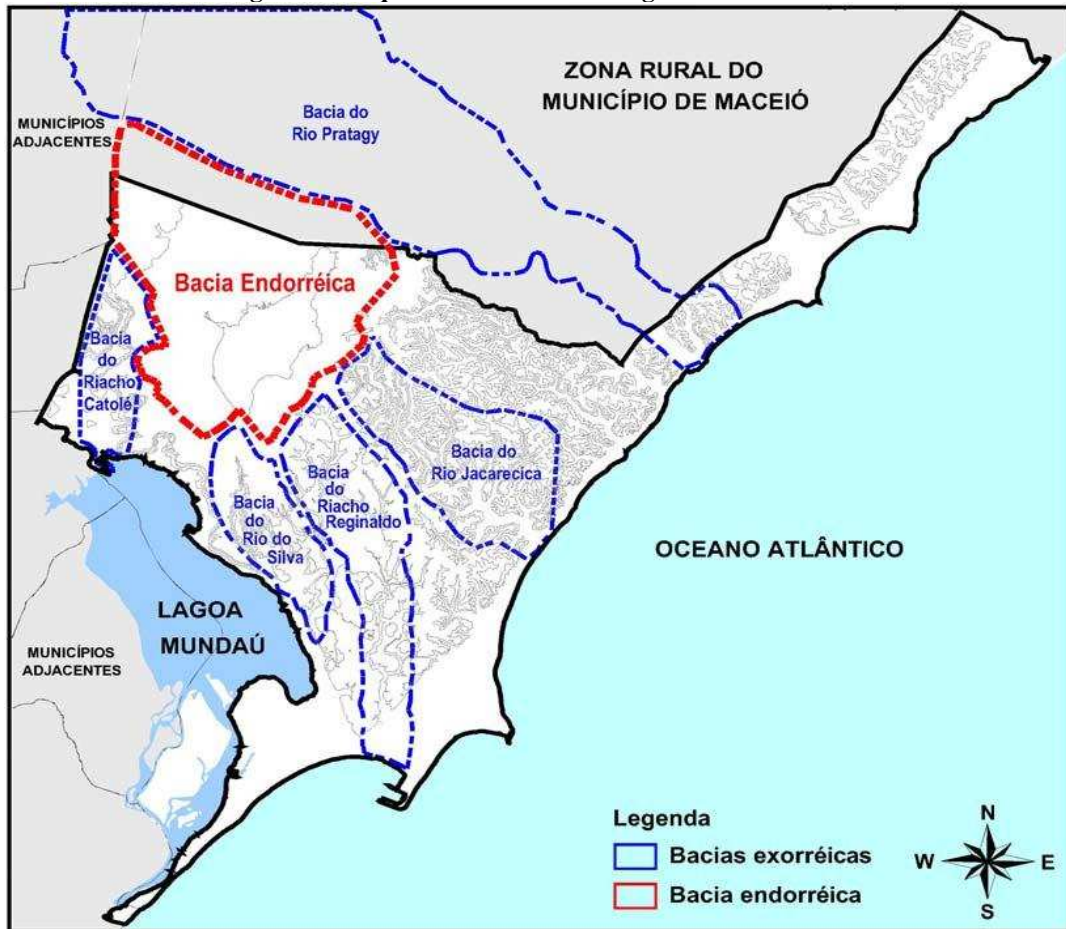 ZONA RURAL DO
MUNICÍPIO DE MACEIÓ
Bacia do
Rio Pratagy
MUNICÍPIOS
ADJACENTES
Bacia Endorréica
Bacia
do
Riacho
Catolé
Bacia do
Rio Jacarecica
Bacia
do
Riacho
Reginaldo
Bacia
do
Rio do
Silva
OCEANO ATLÂNTICO
LAGOA
MUNDAÚ
MUNICÍPIOS
ADJACENTES
Legenda
Bacias exorréicas
Bacia endorréica
N
W
E
S